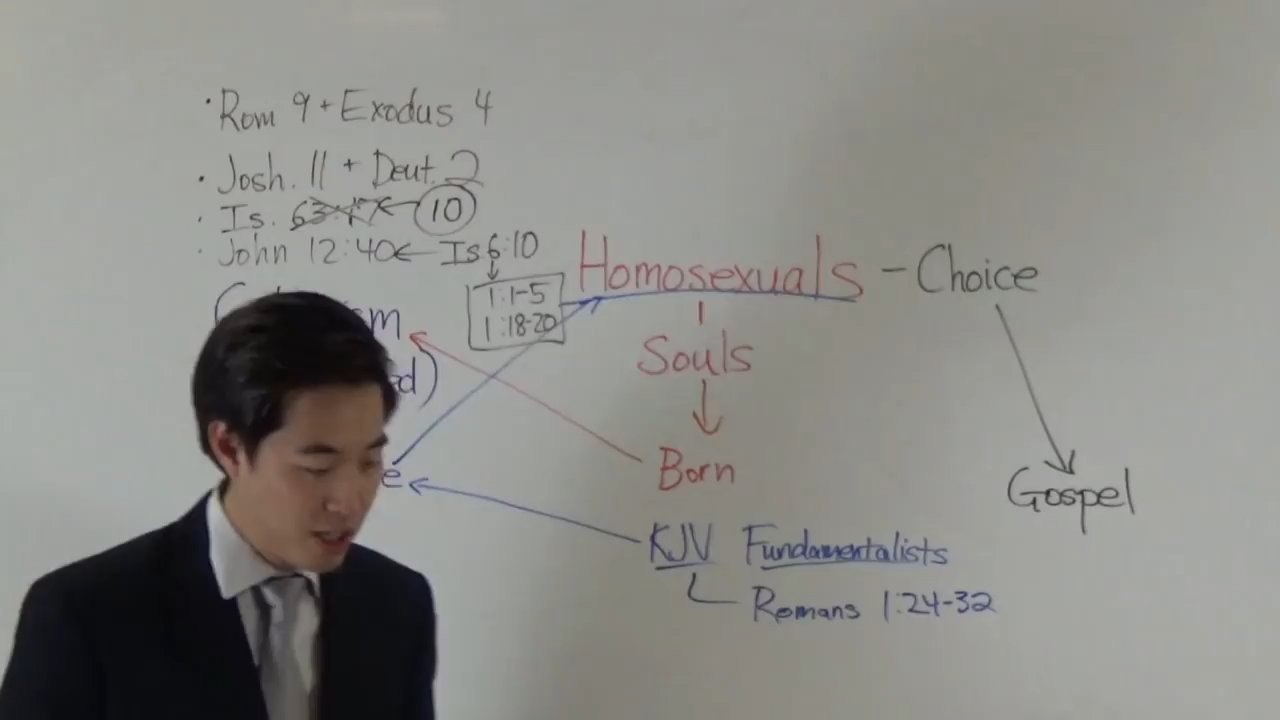 · Rom 9 + Exodus 4
· Josh. 11 + Deut. 2
· Is. 10
· John 12:40 ← Is 6:10
1:1-5
1:18-20
Homosexuals - Choice
Souls
Born
Gospel
KJV Fundamentalists
Romans 1:24-32